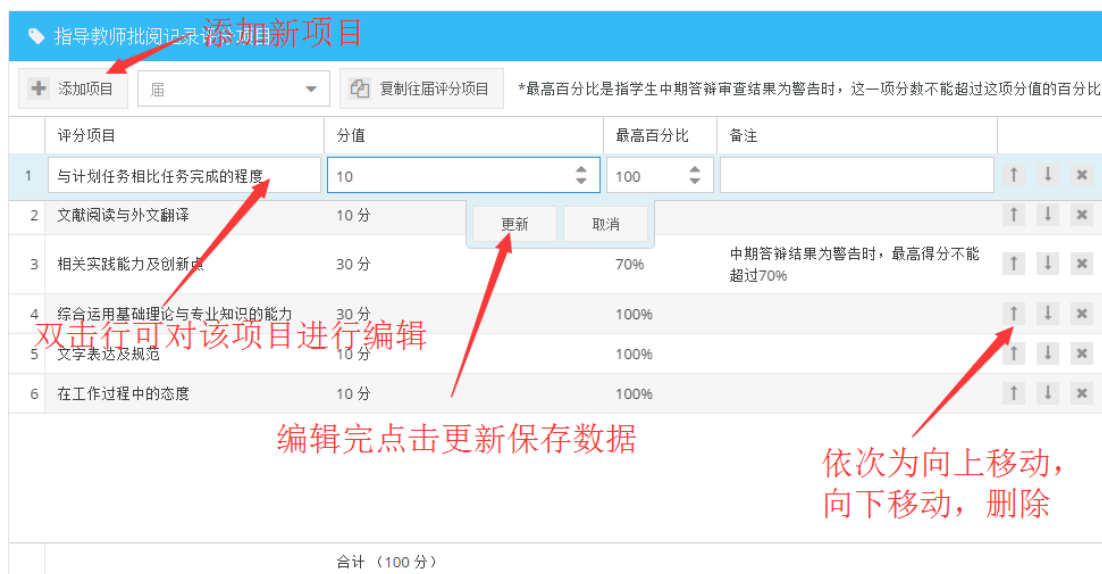 指导教师批阅记录评分项目
添加新项目
添加项目
届
复制往届评分项目
*最高百分比是指学生中期答辩审查结果为警告时，这一项分数不能超过这项分值的百分比
评分项目 分值 最高百分比 备注
1 与计划任务相比任务完成的程度 10 100
更新 取消
2 文献阅读与外文翻译 10 分
3 相关实践能力及创新点 30 分 70% 中期答辩结果为警告时，最高得分不能
超过70%
4 综合运用基础理论与专业知识的能力 30 分 100%
双击行可对该项目进行编辑
5 文字表达及规范 10 分 100%
6 在工作过程中的态度 10 分 100%
编辑完点击更新保存数据
依次为向上移动，
向下移动，删除
合计 （100 分）